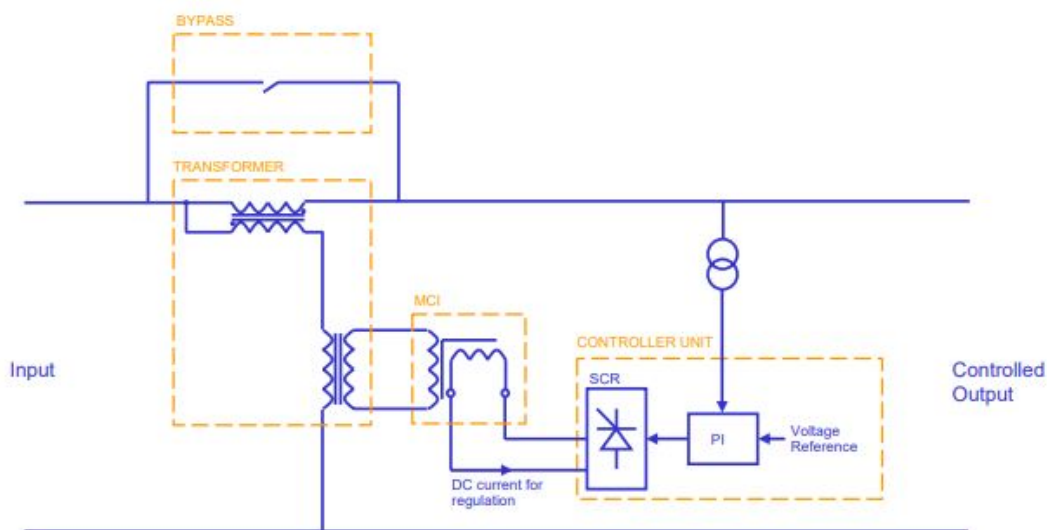 BYPASS
TRANSFORMER
MCI
CONTROLLER UNIT
Input
SCR
Controlled
Output
PI
Voltage
Reference
DC current for
regulation